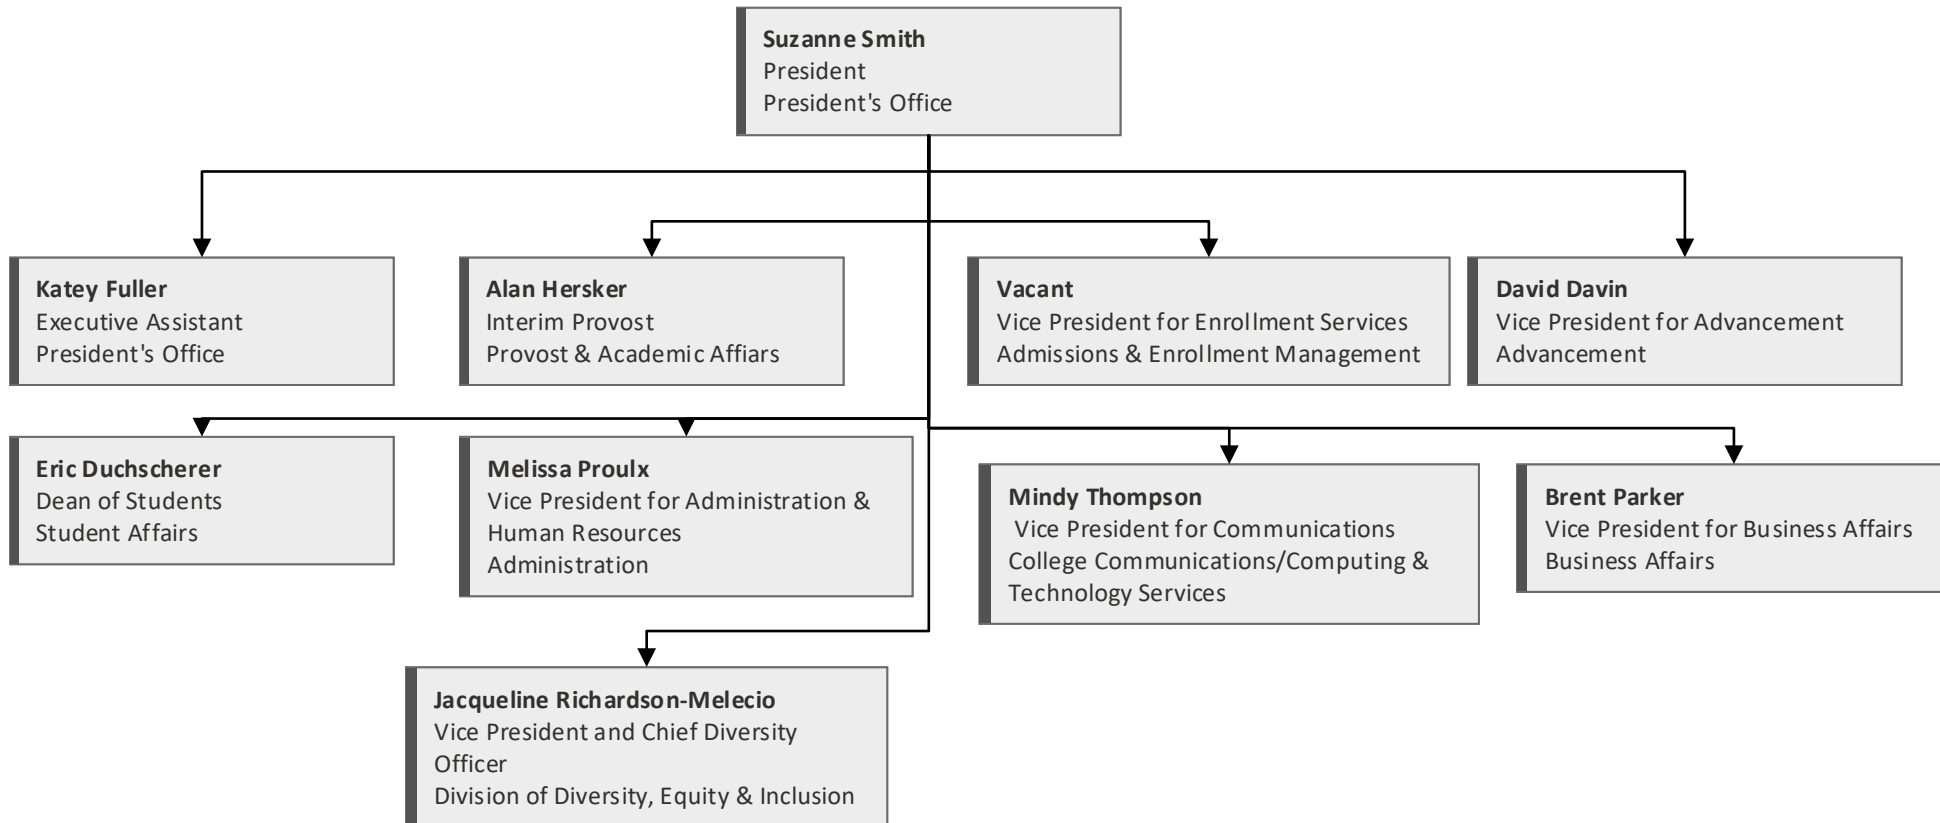 Suzanne Smith
President
President's Office
Katey Fuller
Executive Assistant
President's Office
Alan Hersker
Interim Provost
Provost & Academic Affiars
Vacant
Vice President for Enrollment Services
Admissions & Enrollment Management
David Davin
Vice President for Advancement
Advancement
Eric Duchscherer
Dean of Students
Student Affairs
Melissa Proulx
Vice President for Administration &
Human Resources
Administration
Mindy Thompson
Vice President for Communications
College Communications/Computing &
Technology Services
Brent Parker
Vice President for Business Affairs
Business Affairs
Jacqueline Richardson-Melecio
Vice President and Chief Diversity
Officer
Division of Diversity, Equity & Inclusion